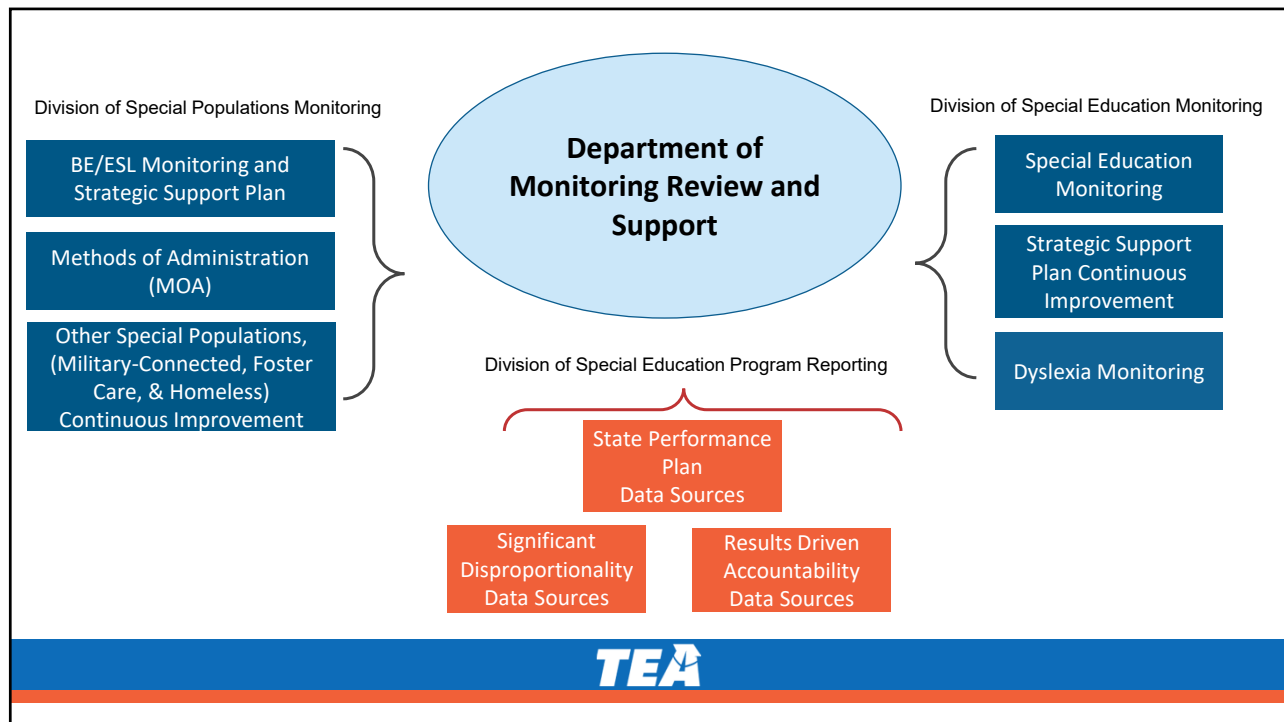 Division of Special Populations Monitoring
BE/ESL Monitoring and
Strategic Support Plan
Methods of Administration
(MOA)
Other Special Populations,
(Military-Connected, Foster
Care, & Homeless)
Continuous Improvement
Department of
Monitoring Review and
Support
Division of Special Education Monitoring
Special Education
Monitoring
Strategic Support
Plan Continuous
Improvement
Dyslexia Monitoring
Division of Special Education Program Reporting
State Performance
Plan
Data Sources
Significant
Disproportionality
Data Sources
Results Driven
Accountability
Data Sources
TEA